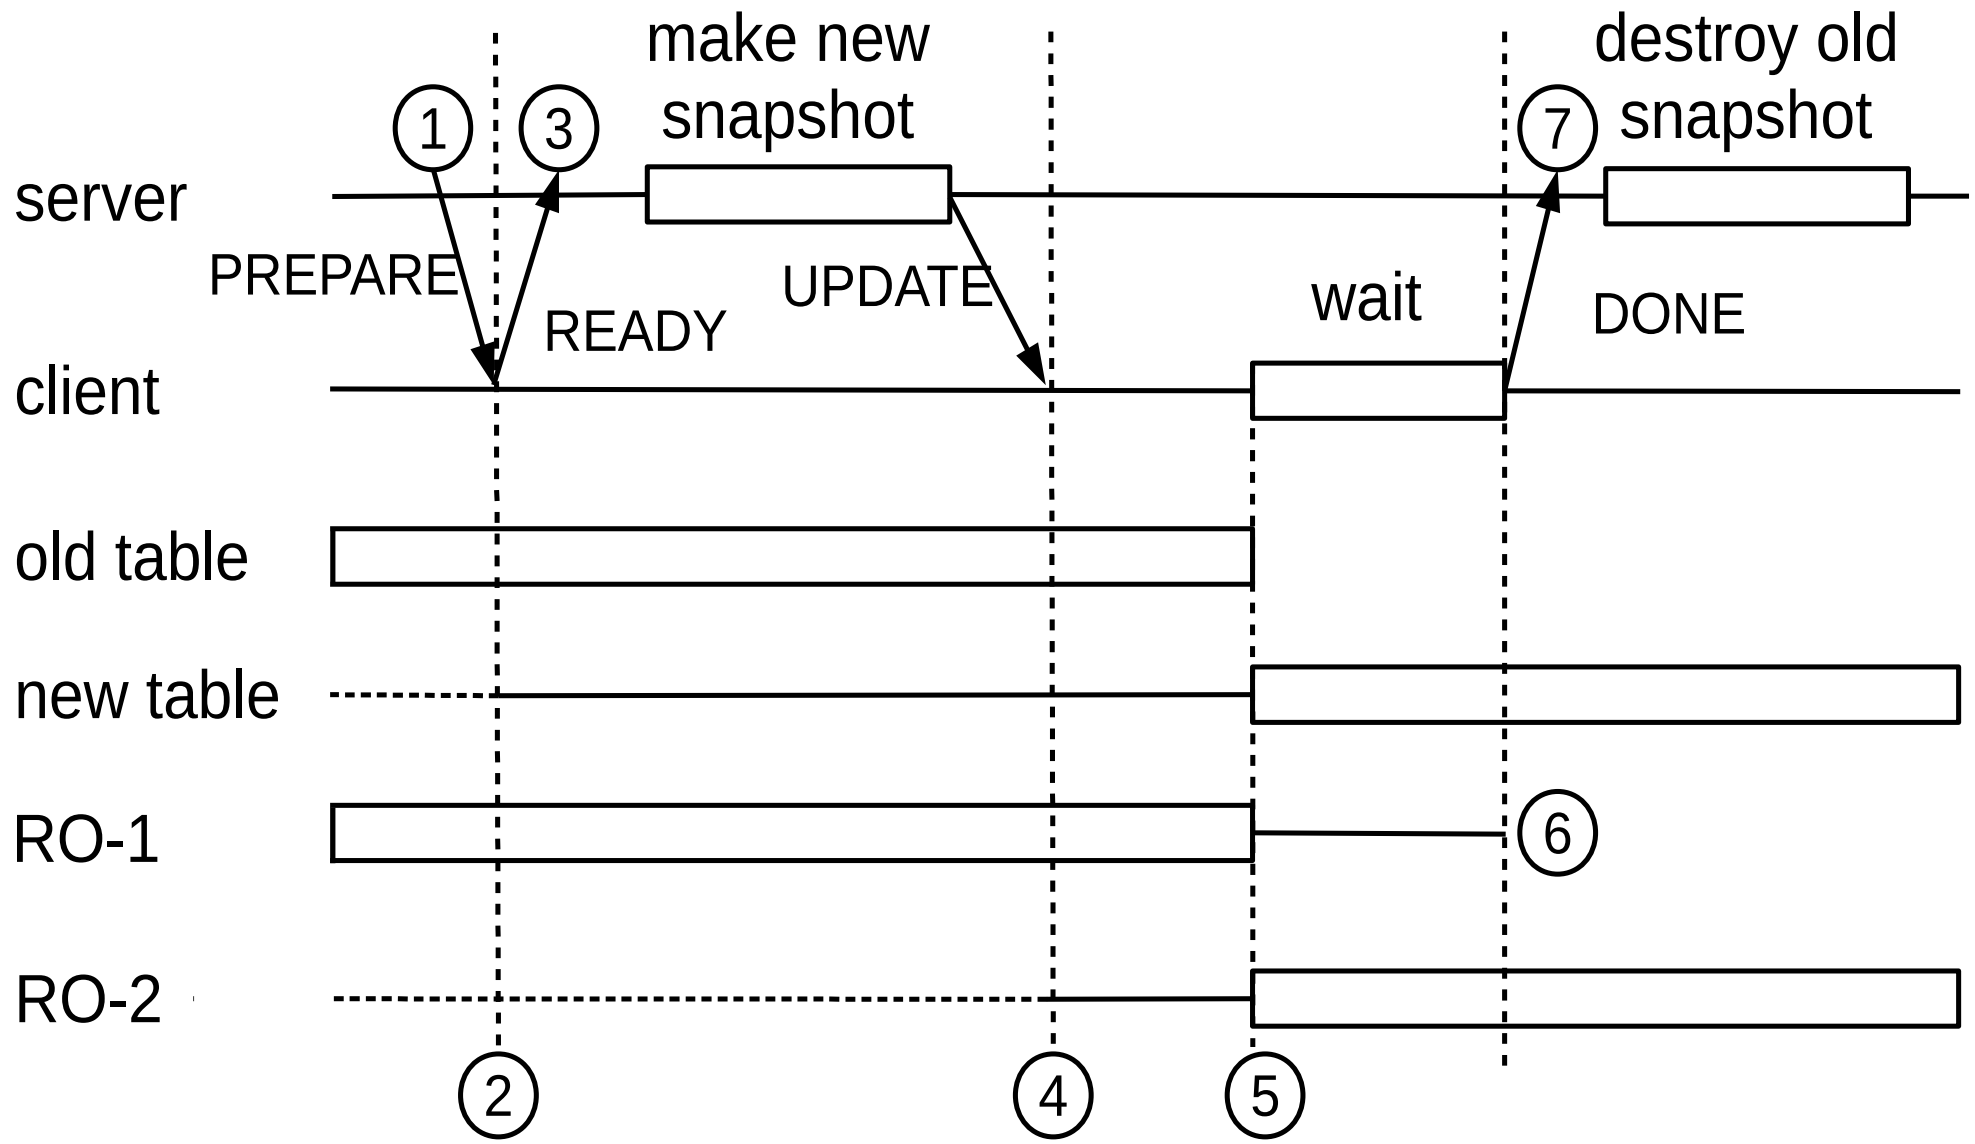 make new
snapshot
destroy old
snapshot
1
3
7
server
PREPARE
READY
UPDATE
wait
DONE
client
old table
new table
RO-1
6
RO-2
2
4
5